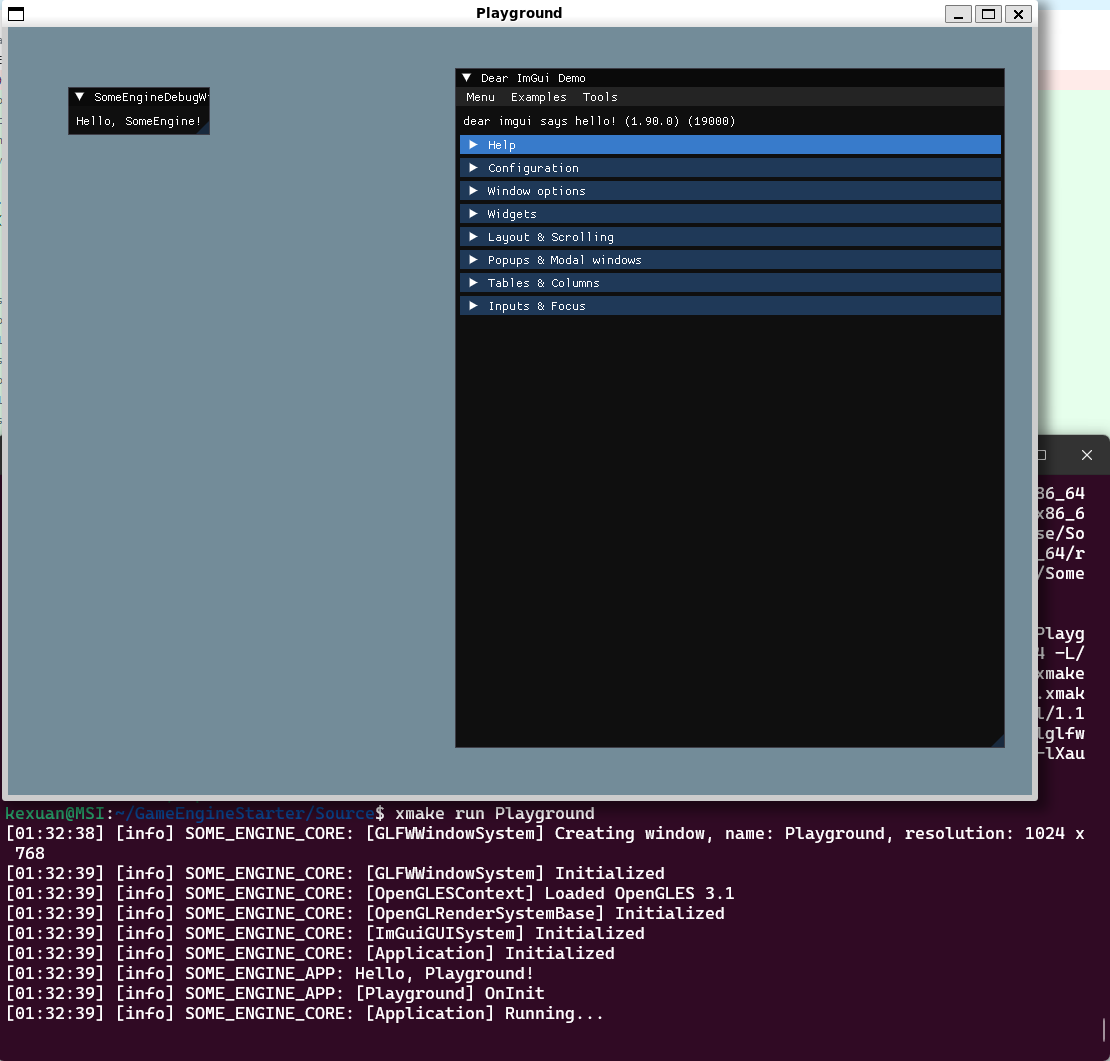 Playground
SomeEngineDebugW
Hello, SomeEngine!
Dear ImGui Demo
Menu Examples Tools
dear imgui says hello! (1.90.0) (19000)
Help
Configuration
Window options
Widgets
Layout & Scrolling
Popups & Modal windows
Tables & Columns
Inputs & Focus
86_64
x86_6
se/So
_64/r
/Some
Playg
4 -L/
xmake
.xmak
l/1.1
lglfw
-lXau
kexuan@MSI:~/GameEngineStarter/Source$ xmake run Playground
[01:32:38] [info] SOME_ENGINE_CORE: [GLFWWindowSystem] Creating window, name: Playground, resolution: 1024 x
768
[01:32:39] [info] SOME_ENGINE_CORE: [GLFWWindowSystem] Initialized
[01:32:39] [info] SOME_ENGINE_CORE: [OpenGLESContext] Loaded OpenGLES 3.1
[01:32:39] [info] SOME_ENGINE_CORE: [OpenGLRenderSystemBase] Initialized
[01:32:39] [info] SOME_ENGINE_CORE: [ImGuiGUISystem] Initialized
[01:32:39] [info] SOME_ENGINE_CORE: [Application] Initialized
[01:32:39] [info] SOME_ENGINE_APP: Hello, Playground!
[01:32:39] [info] SOME_ENGINE_APP: [Playground] OnInit
[01:32:39] [info] SOME_ENGINE_CORE: [Application] Running...